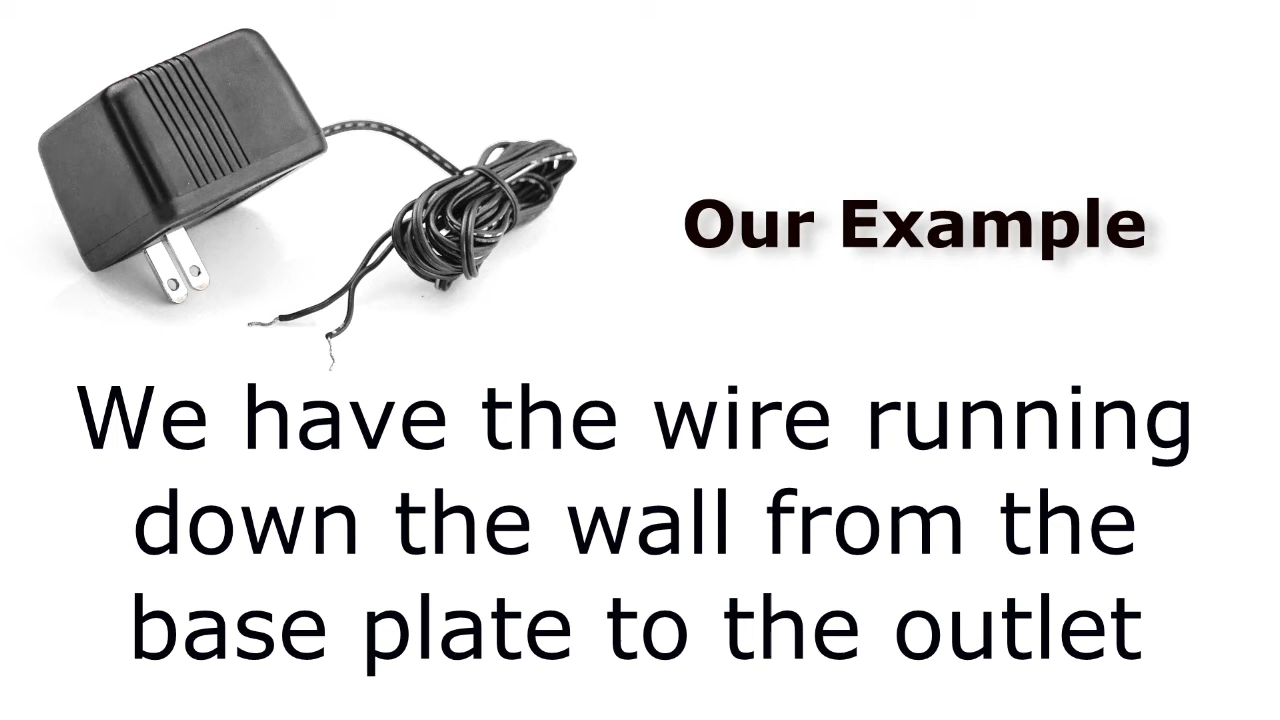 Our Example
We have the wire running
down the wall from the
base plate to the outlet